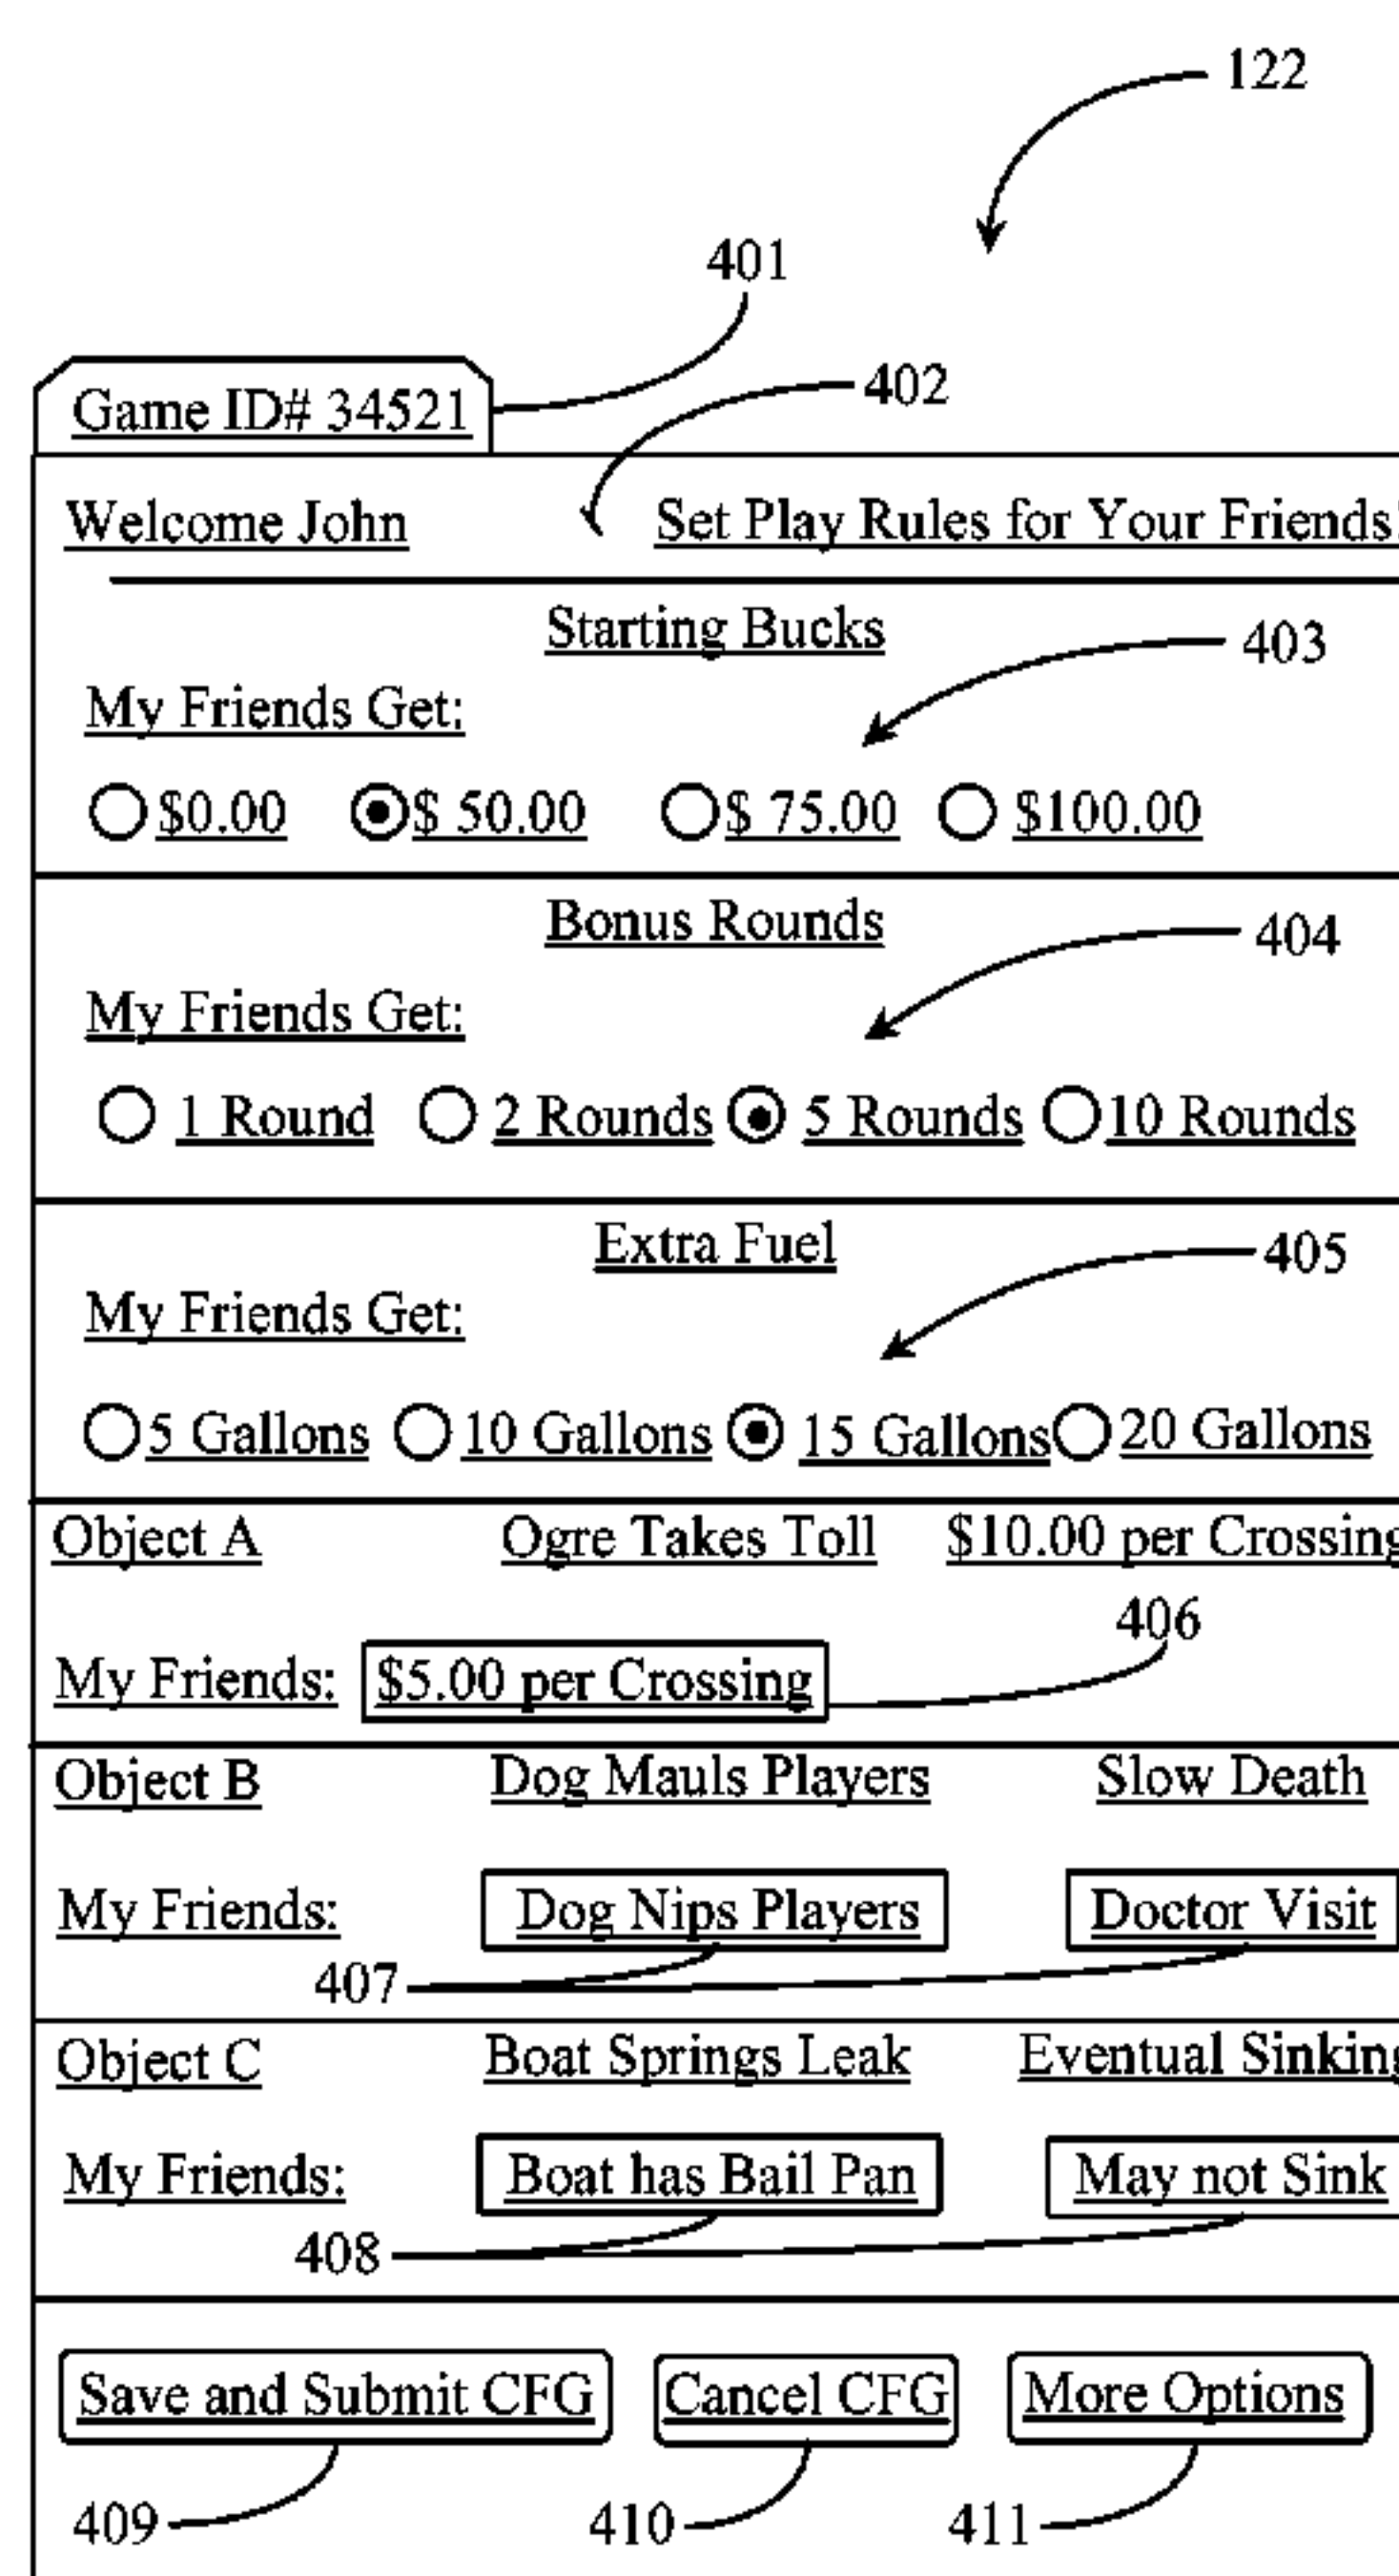 122
401
402
Game ID# 34521
Welcome John Set Play Rules for Your Friends!
Starting Bucks
403
My Friends Get:
$0.00 $ 50.00 $ 75.00 $100.00
Bonus Rounds
404
My Friends Get:
1 Round 2 Rounds 5 Rounds 10 Rounds
Extra Fuel
405
My Friends Get:
5 Gallons 10 Gallons 15 Gallons 20 Gallons
Object A Ogre Takes Toll $10.00 per Crossing
406
My Friends: $5.00 per Crossing
Object B Dog Mauls Players Slow Death
My Friends: Dog Nips Players Doctor Visit
407
Object C Boat Springs Leak Eventual Sinking
My Friends: Boat has Bail Pan May not Sink
408
Save and Submit CFG Cancel CFG More Options
409 410 411